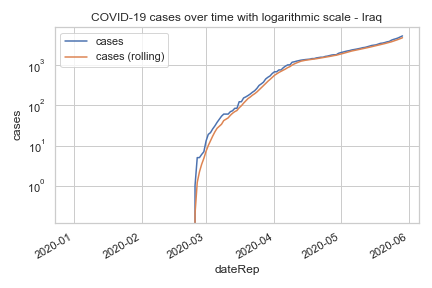 COVID-19 cases over time with logarithmic scale - Iraq
cases
cases (rolling)
10³
10²
10¹
10⁰
cases
2020-01
2020-02
2020-03
2020-04
2020-05
2020-06
dateRep